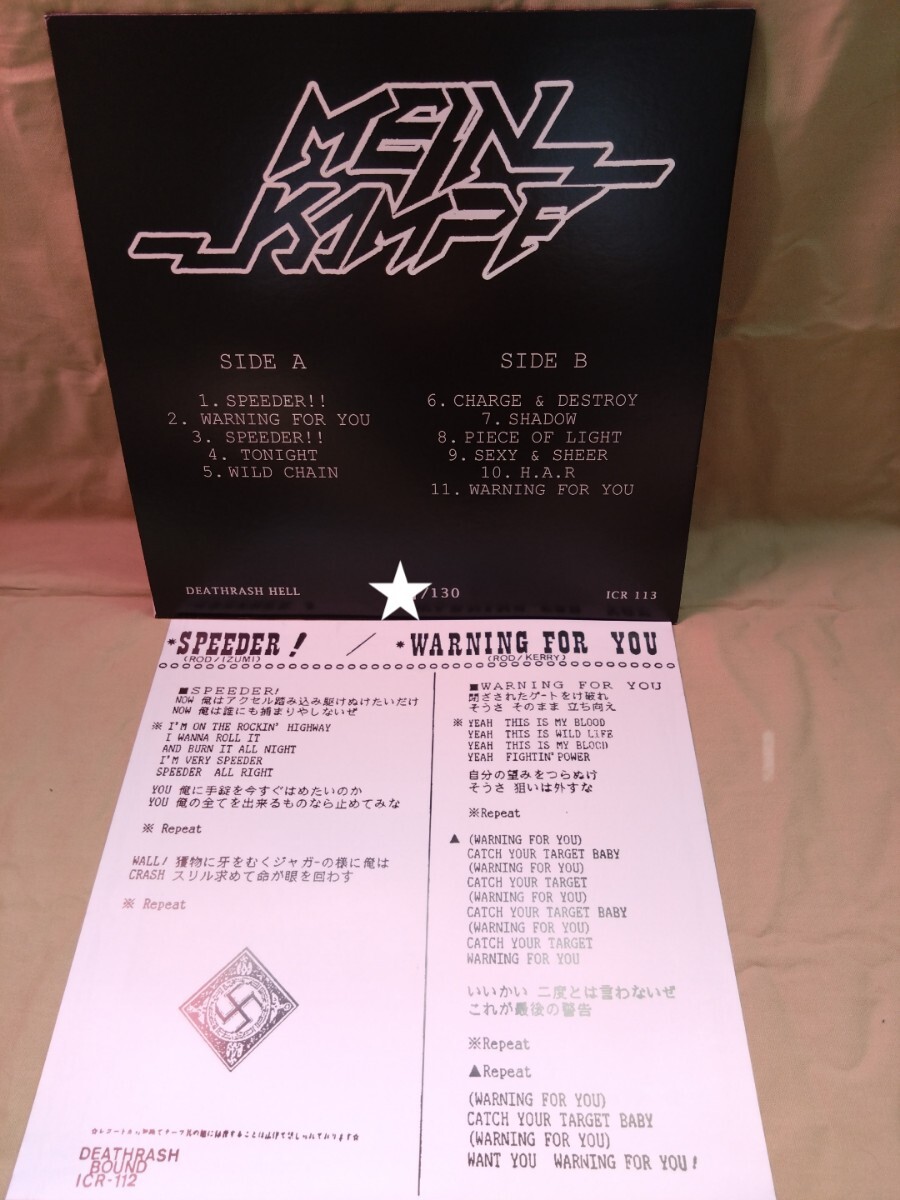 MEIN
KAMPF
SIDE A
1. SPEEDER!!
2. WARNING FOR YOU
3. SPEEDER!!
4. TONIGHT
5. WILD CHAIN
SIDE B
6. CHARGE & DESTROY
7. SHADOW
8. PIECE OF LIGHT
9. SEXY & SHEER
10. H.A.R
11. WARNING FOR YOU
DEATHRASH HELL
/130
ICR 113
*SPEEDER! / *WARNING FOR YOU
(ROD/IZUMI) (ROD/KERRY)
■SPEEDER!
NOW 俺はアクセル踏み込み駆けぬけたいだけ
NOW 俺は誰にも捕まりやしないぜ
※ I'M ON THE ROCKIN' HIGHWAY
I WANNA ROLL IT
AND BURN IT ALL NIGHT
I'M VERY SPEEDER
SPEEDER ALL RIGHT
YOU 俺に手錠を今すぐはめたいのか
YOU 俺の全てを出来るものなら止めてみな
※ Repeat
WALL! 獲物に牙をむくジャガーの様に俺は
CRASH スリル求めて命が眼を回わす
※ Repeat
DEATHRASH
BOUND
ICR-112
■WARNING FOR YOU
閉ざされたゲートをけ破れ
そうさ そのまま 立ち向え
※ YEAH THIS IS MY BLOOD
YEAH THIS IS WILD LIFE
YEAH THIS IS MY BLOOD
YEAH FIGHTIN' POWER
自分の望みをつらぬけ
そうさ 狙いは外すな
※Repeat
▲ (WARNING FOR YOU)
CATCH YOUR TARGET BABY
(WARNING FOR YOU)
CATCH YOUR TARGET
(WARNING FOR YOU)
CATCH YOUR TARGET BABY
(WARNING FOR YOU)
CATCH YOUR TARGET
WARNING FOR YOU
いいかい 二度とは言わないぜ
これが最後の警告
※Repeat
▲Repeat
(WARNING FOR YOU)
CATCH YOUR TARGET BABY
(WARNING FOR YOU)
WANT YOU WARNING FOR YOU!